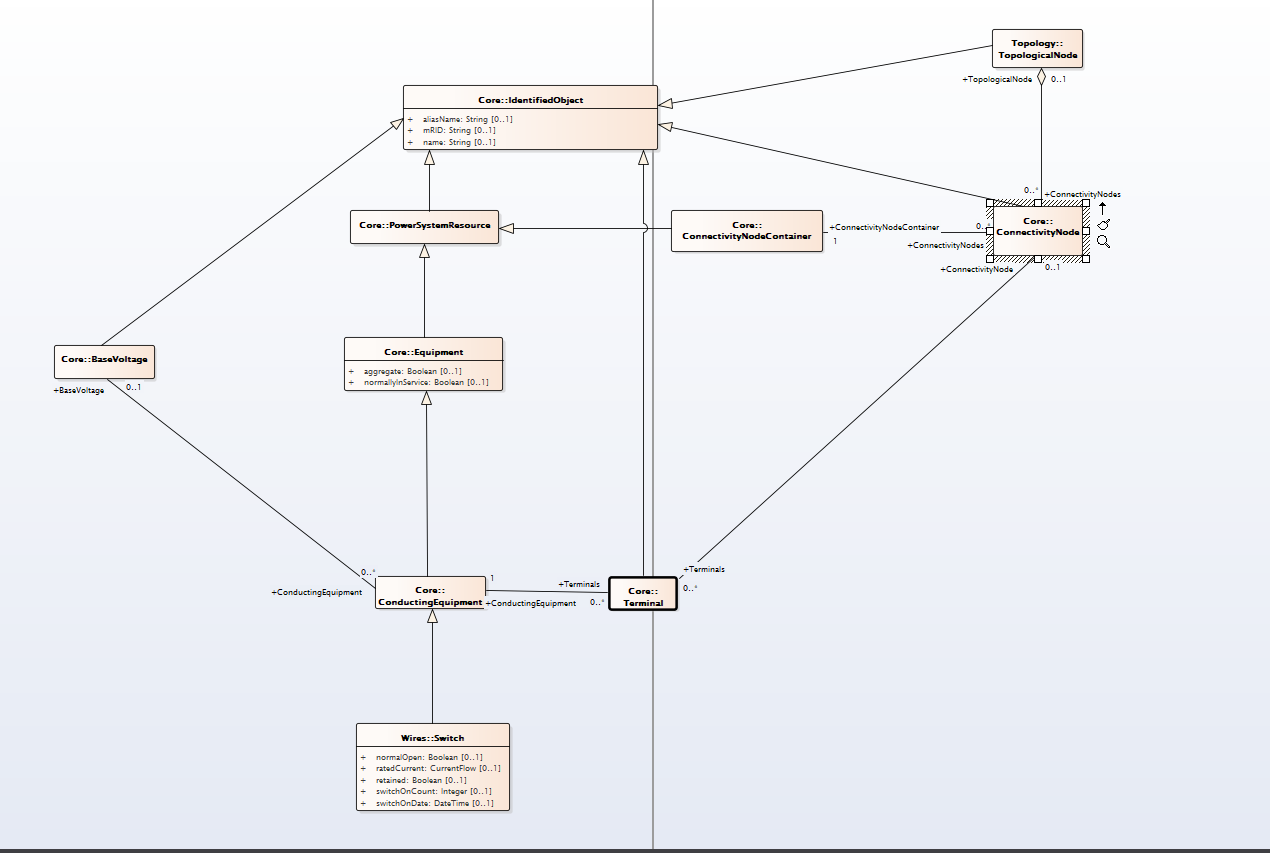 Topology::
TopologicalNode
+TopologicalNode 0..1
Core::IdentifiedObject
+ aliasName: String [0..1]
+ mRID: String [0..1]
+ name: String [0..1]
0..* +ConnectivityNodes
Core::PowerSystemResource
Core::
ConnectivityNodeContainer
+ConnectivityNodeContainer
1
0..*
+ConnectivityNodes
Core::
ConnectivityNode
+ConnectivityNode 0..1
Core::BaseVoltage
+BaseVoltage 0..1
Core::Equipment
+ aggregate: Boolean [0..1]
+ normallyInService: Boolean [0..1]
0..*
+ConductingEquipment
Core::
ConductingEquipment
1
+ConductingEquipment
+Terminals
0..*
Core::
Terminal
+Terminals
0..*
Wires::Switch
+ normalOpen: Boolean [0..1]
+ ratedCurrent: CurrentFlow [0..1]
+ retained: Boolean [0..1]
+ switchOnCount: Integer [0..1]
+ switchOnDate: DateTime [0..1]